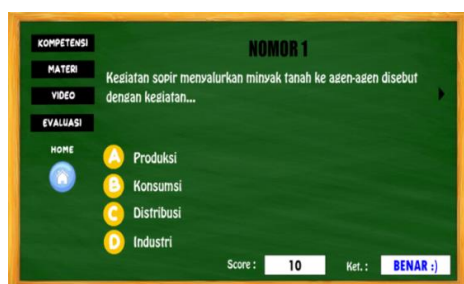 KOMPETENSI
MATERI
VIDEO
EVALUASI
HOME
NOMOR 1
Kegiatan sopir menyalurkan minyak tanah ke agen-agen disebut
dengan kegiatan...
A Produksi
B Konsumsi
C Distribusi
D Industri
Score : 10 Ket. : BENAR :)